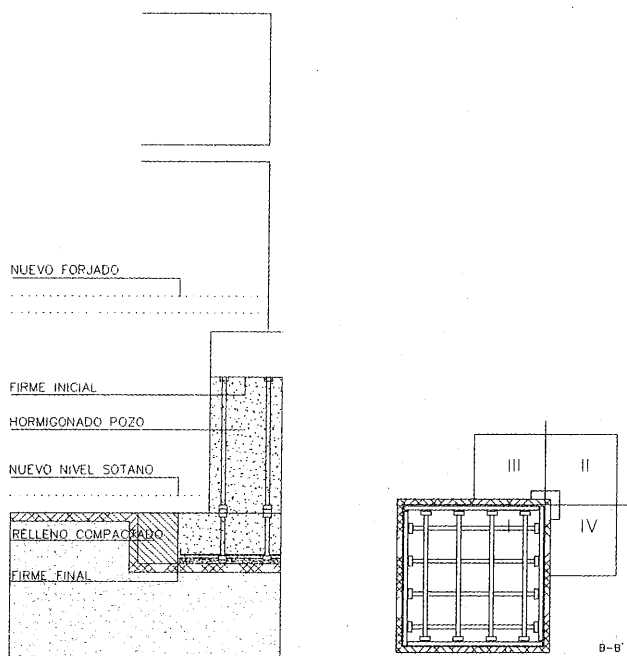 NUEVO FORJADO
FIRME INICIAL
HORMIGONADO POZO
NUEVO NIVEL SOTANO
RELLENO COMPACTADO
FIRME FINAL
III
II
I
IV
B-B'